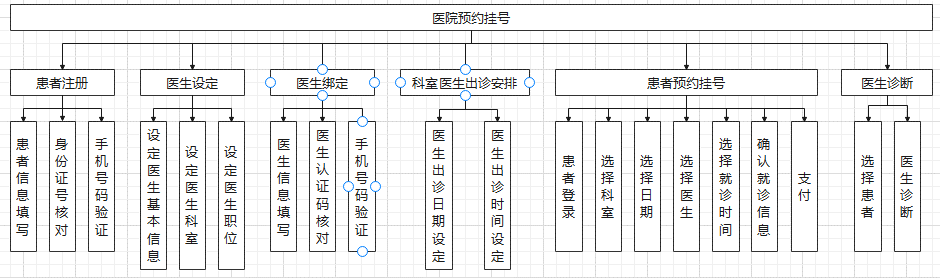 医院预约挂号
患者注册
医生设定
医生绑定
科室医生出诊安排
患者预约挂号
医生诊断
患者信息填写
身份证号核对
手机号码验证
设定医生基本信息
设定医生科室
设定医生职位
医生信息填写
医生认证码核对
手机号码验证
医生出诊日期设定
医生出诊时间设定
患者登录
选择科室
选择日期
选择医生
选择就诊时间
确认就诊信息
支付
选择患者
医生诊断